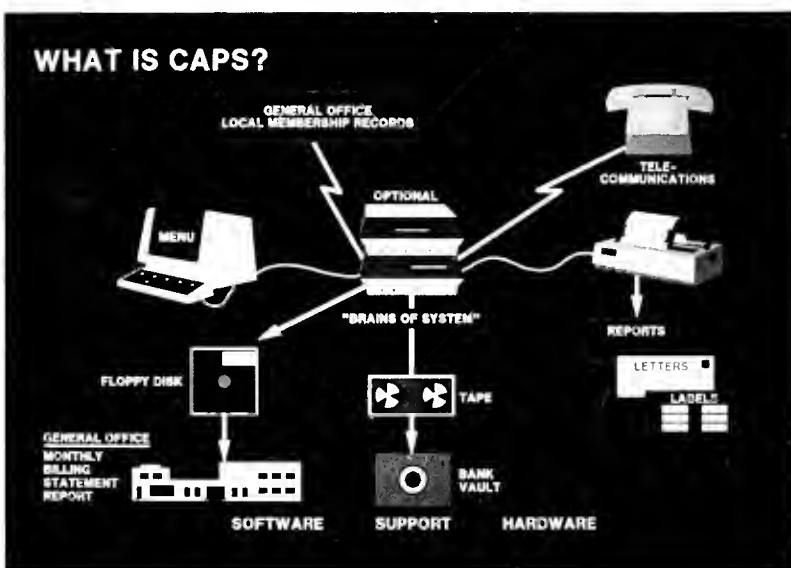 WHAT IS CAPS?
GENERAL OFFICE
LOCAL MEMBERSHIP RECORDS
TELE-
COMMUNICATIONS
OPTIONAL
MENU
"BRAINS OF SYSTEM"
REPORTS
LETTERS
LABELS
FLOPPY DISK
TAPE
GENERAL OFFICE
MONTHLY
BILLING
STATEMENT
REPORT
BANK
VAULT
SOFTWARE SUPPORT HARDWARE